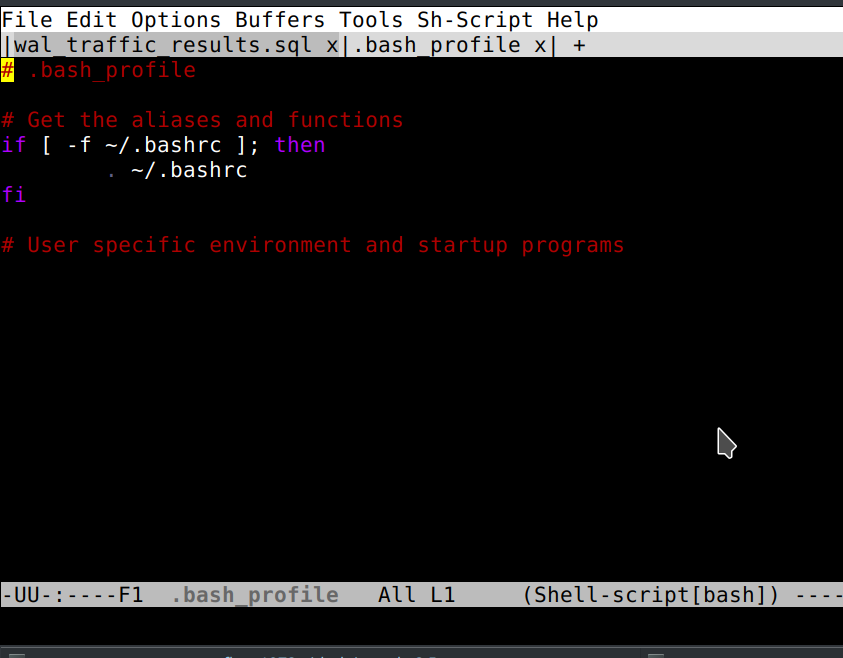 File Edit Options Buffers Tools Sh-Script Help
|wal_traffic_results.sql x|.bash_profile x| +
# .bash_profile
# Get the aliases and functions
if [ -f ~/.bashrc ]; then
. ~/.bashrc
fi
# User specific environment and startup programs
-UU-:----F1 .bash_profile All L1 (Shell-script[bash]) ----